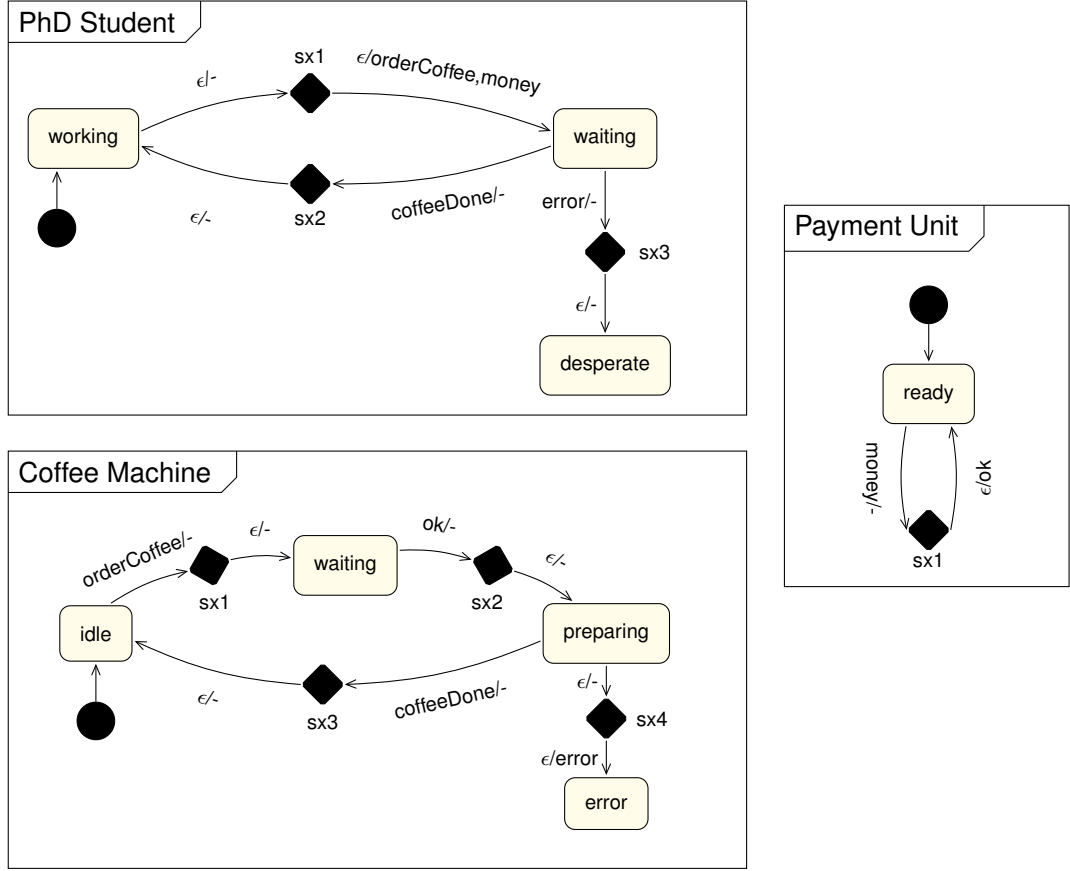 PhD Student
sx1
ϵ/-
ϵ/orderCoffee,money
working
waiting
ϵ/-
sx2
coffeeDone/-
error/-
sx3
ϵ/-
desperate
Payment Unit
ready
money/-
ϵ/ok
sx1
Coffee Machine
orderCoffee/-
ϵ/-
ok/-
waiting
ϵ/-
sx1
sx2
idle
preparing
ϵ/-
sx3
coffeeDone/-
ϵ/-
sx4
ϵ/error
error